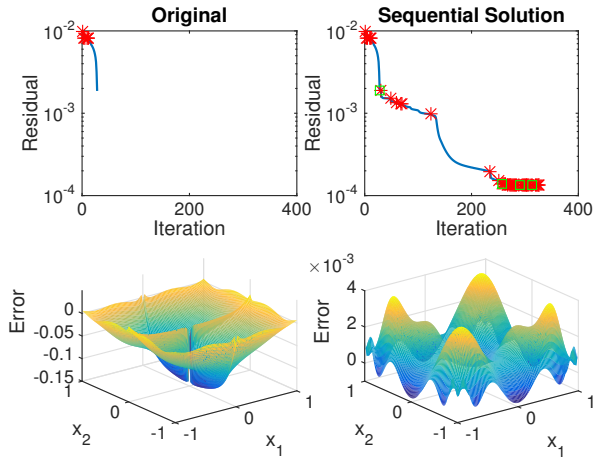 Original
Sequential Solution
10^-2
10^-3
10^-4
Residual
0
200
400
Iteration
10^-2
10^-3
10^-4
Residual
0
200
400
Iteration
0
-0.05
-0.1
-0.15
Error
1
0
-1
x_2
-1
0
1
x_1
×10^-3
4
2
0
Error
1
0
-1
x_2
-1
0
1
x_1